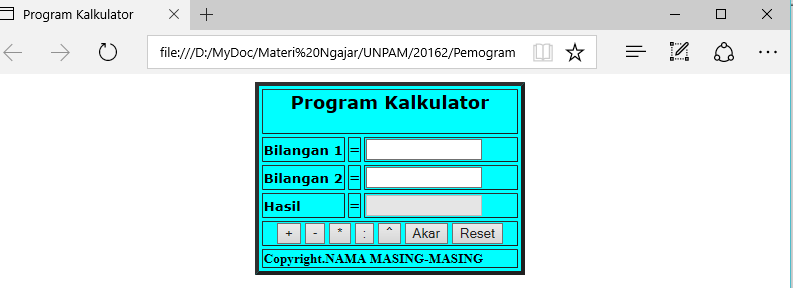 Program Kalkulator
file:///D:/MyDoc/Materi%20Ngajar/UNPAM/20162/Pemogram
Program Kalkulator
Bilangan 1 =
Bilangan 2 =
Hasil =
+ - * : ^ Akar Reset
Copyright.NAMA MASING-MASING